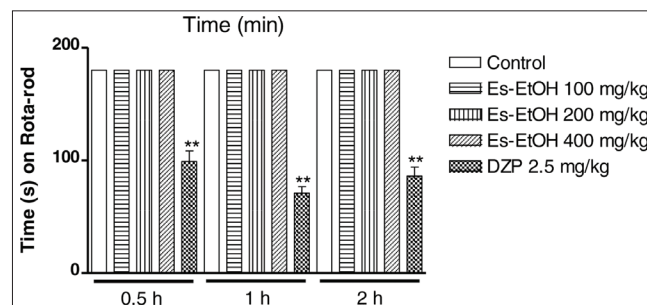 Time (min)
200
100
0
Time (s) on Rota-rod
**
**
**
0.5 h
1 h
2 h
Control
Es-EtOH 100 mg/kg
Es-EtOH 200 mg/kg
Es-EtOH 400 mg/kg
DZP 2.5 mg/kg